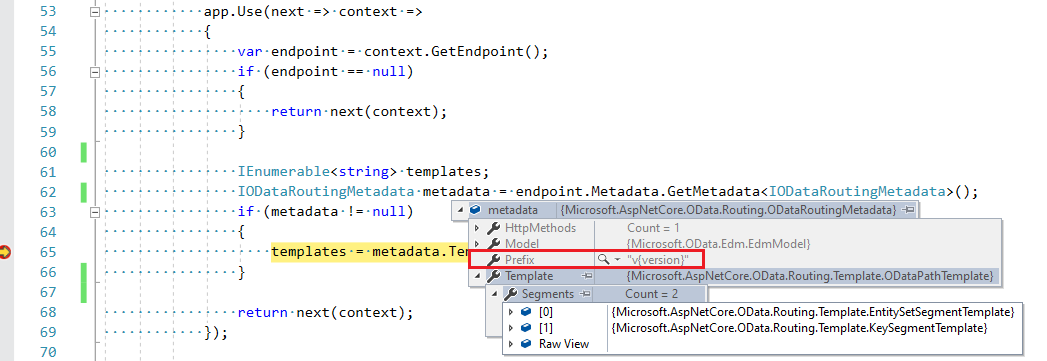 53 app.Use(next => context =>
54 {
55 var endpoint = context.GetEndpoint();
56 if (endpoint == null)
57 {
58 return next(context);
59 }
60
61 IEnumerable<string> templates;
62 IODataRoutingMetadata metadata = endpoint.Metadata.GetMetadata<IODataRoutingMetadata>();
63 if (metadata != null)
metadata {Microsoft.AspNetCore.OData.Routing.ODataRoutingMetadata}
64 {
HttpMethods Count = 1
Model {Microsoft.OData.Edm.EdmModel}
65 templates = metadata.Tem
Prefix "v{version}"
66 }
Template {Microsoft.AspNetCore.OData.Routing.Template.ODataPathTemplate}
67
Segments Count = 2
68 return next(context);
[0] {Microsoft.AspNetCore.OData.Routing.Template.EntitySetSegmentTemplate}
69 });
[1] {Microsoft.AspNetCore.OData.Routing.Template.KeySegmentTemplate}
Raw View
70